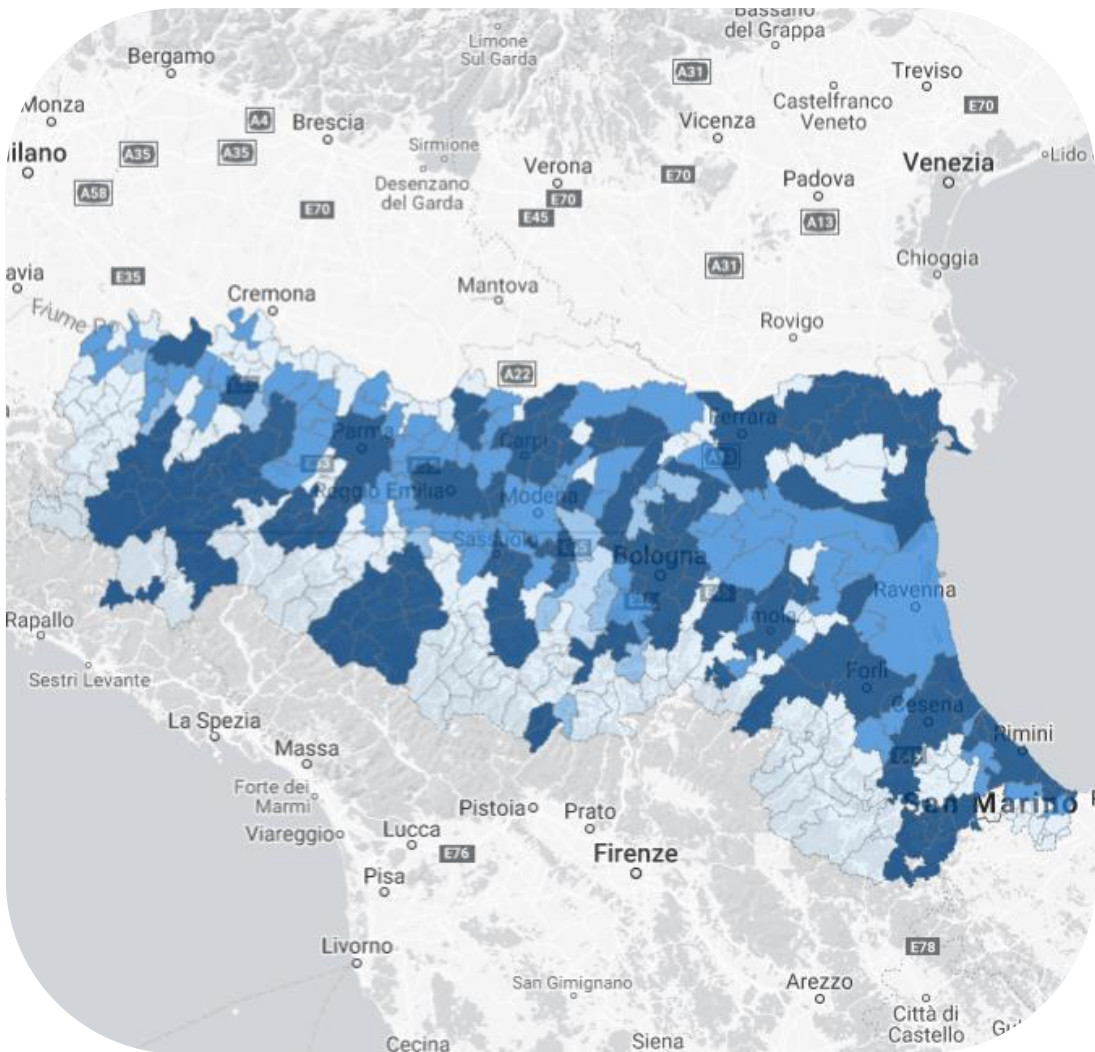 Bassano
del Grappa
Limone
Sul Garda
Bergamo
A31
Treviso
Monza
Castelfranco
Veneto
E70
A4
Brescia
Vicenza
ilano
A35
A35
Sirmione
Verona
Venezia
Lido
Desenzano
del Garda
E70
Padova
A58
E70
E70
E45
A13
Chioggia
A31
avia
E35
Cremona
Mantova
Rovigo
A22
Ferrara
Parma
Carpi
Reggio Emilia
Modena
Sassuolo
Bologna
Ravenna
Imola
Rapallo
Sestri Levante
Forlì
Cesena
La Spezia
Massa
Rimini
Forte dei
Marmi
San Marino
Pistoia
Prato
Viareggio
Lucca
E76
Firenze
Pisa
Livorno
E78
San Gimignano
Arezzo
Città di
Castello
Cecina
Siena